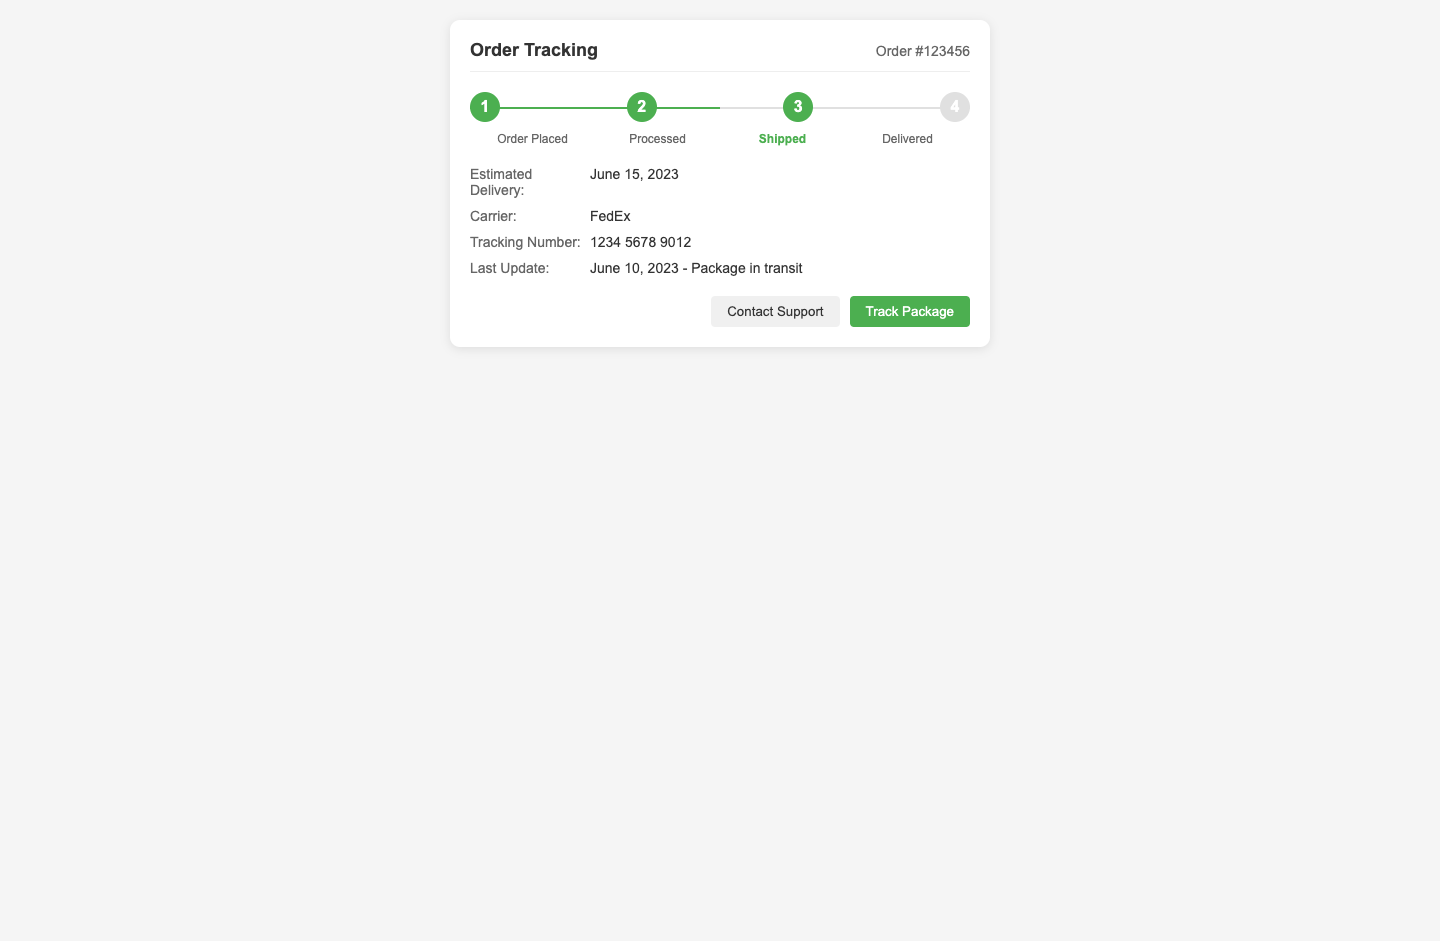 Order Tracking
Order #123456
1
2
3
4
Order Placed
Processed
Shipped
Delivered
Estimated
Delivery:
June 15, 2023
Carrier:
FedEx
Tracking Number:
1234 5678 9012
Last Update:
June 10, 2023 - Package in transit
Contact Support
Track Package